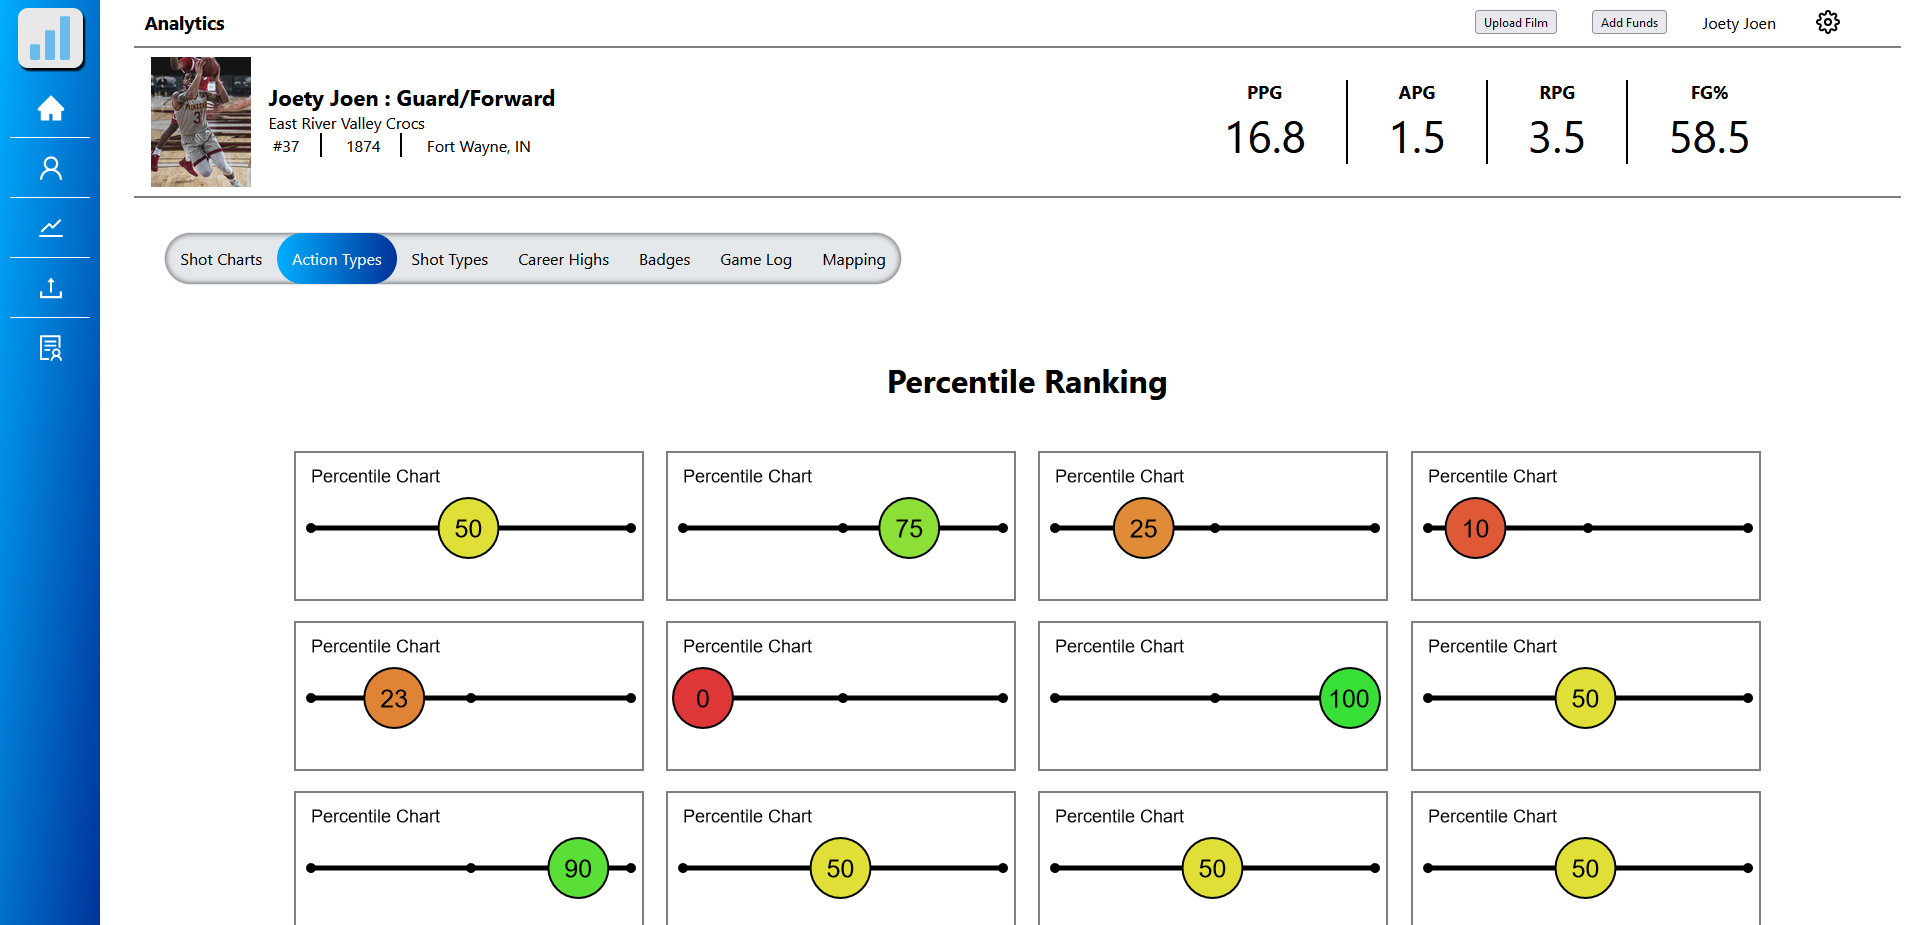 Analytics
Upload Film
Add Funds
Joety Joen
Joety Joen : Guard/Forward
East River Valley Crocs
#37 1874 Fort Wayne, IN
PPG APG RPG FG%
16.8 1.5 3.5 58.5
Shot Charts Action Types Shot Types Career Highs Badges Game Log Mapping
Percentile Ranking
Percentile Chart Percentile Chart Percentile Chart Percentile Chart
50 75 25 10
Percentile Chart Percentile Chart Percentile Chart Percentile Chart
23 0 100 50
Percentile Chart Percentile Chart Percentile Chart Percentile Chart
90 50 50 50